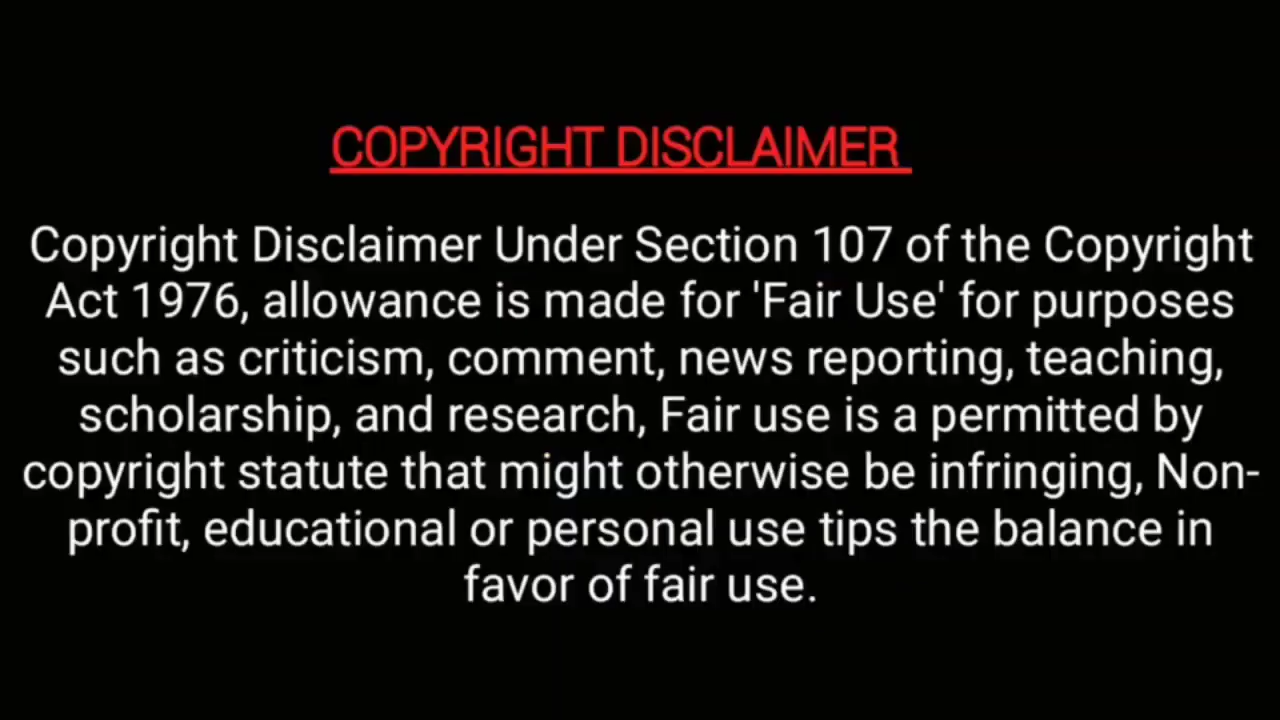 COPYRIGHT DISCLAIMER
Copyright Disclaimer Under Section 107 of the Copyright
Act 1976, allowance is made for 'Fair Use' for purposes
such as criticism, comment, news reporting, teaching,
scholarship, and research, Fair use is a permitted by
copyright statute that might otherwise be infringing, Non-
profit, educational or personal use tips the balance in
favor of fair use.